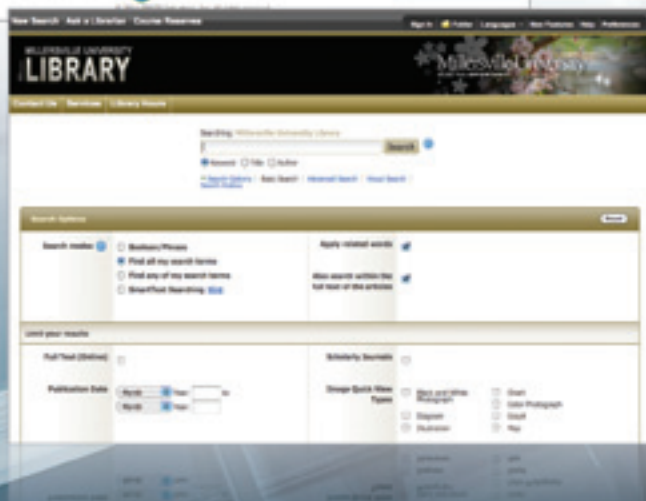 New Search Ask a Librarian Course Reserves
Sign In Folder Languages New Features Help Preferences
MILLERSVILLE UNIVERSITY
LIBRARY
Millersville University
Contact Us Services Library Hours
Searching: Millersville University Library
Search
Keyword Title Author
Search Options Basic Search Advanced Search Visual Search
Search Options
Reset
Search modes
Boolean/Phrase
Find all my search terms
Find any of my search terms
SmartText Searching Hint
Apply related words
Also search within the
full text of the articles
Limit your results
Full Text (Online)
Scholarly Journals
Publication Date
Month Year to
Month Year
Image Quick View
Types
Black and White
Photograph
Chart
Color Photograph
Diagram
Graph
Illustration
Map